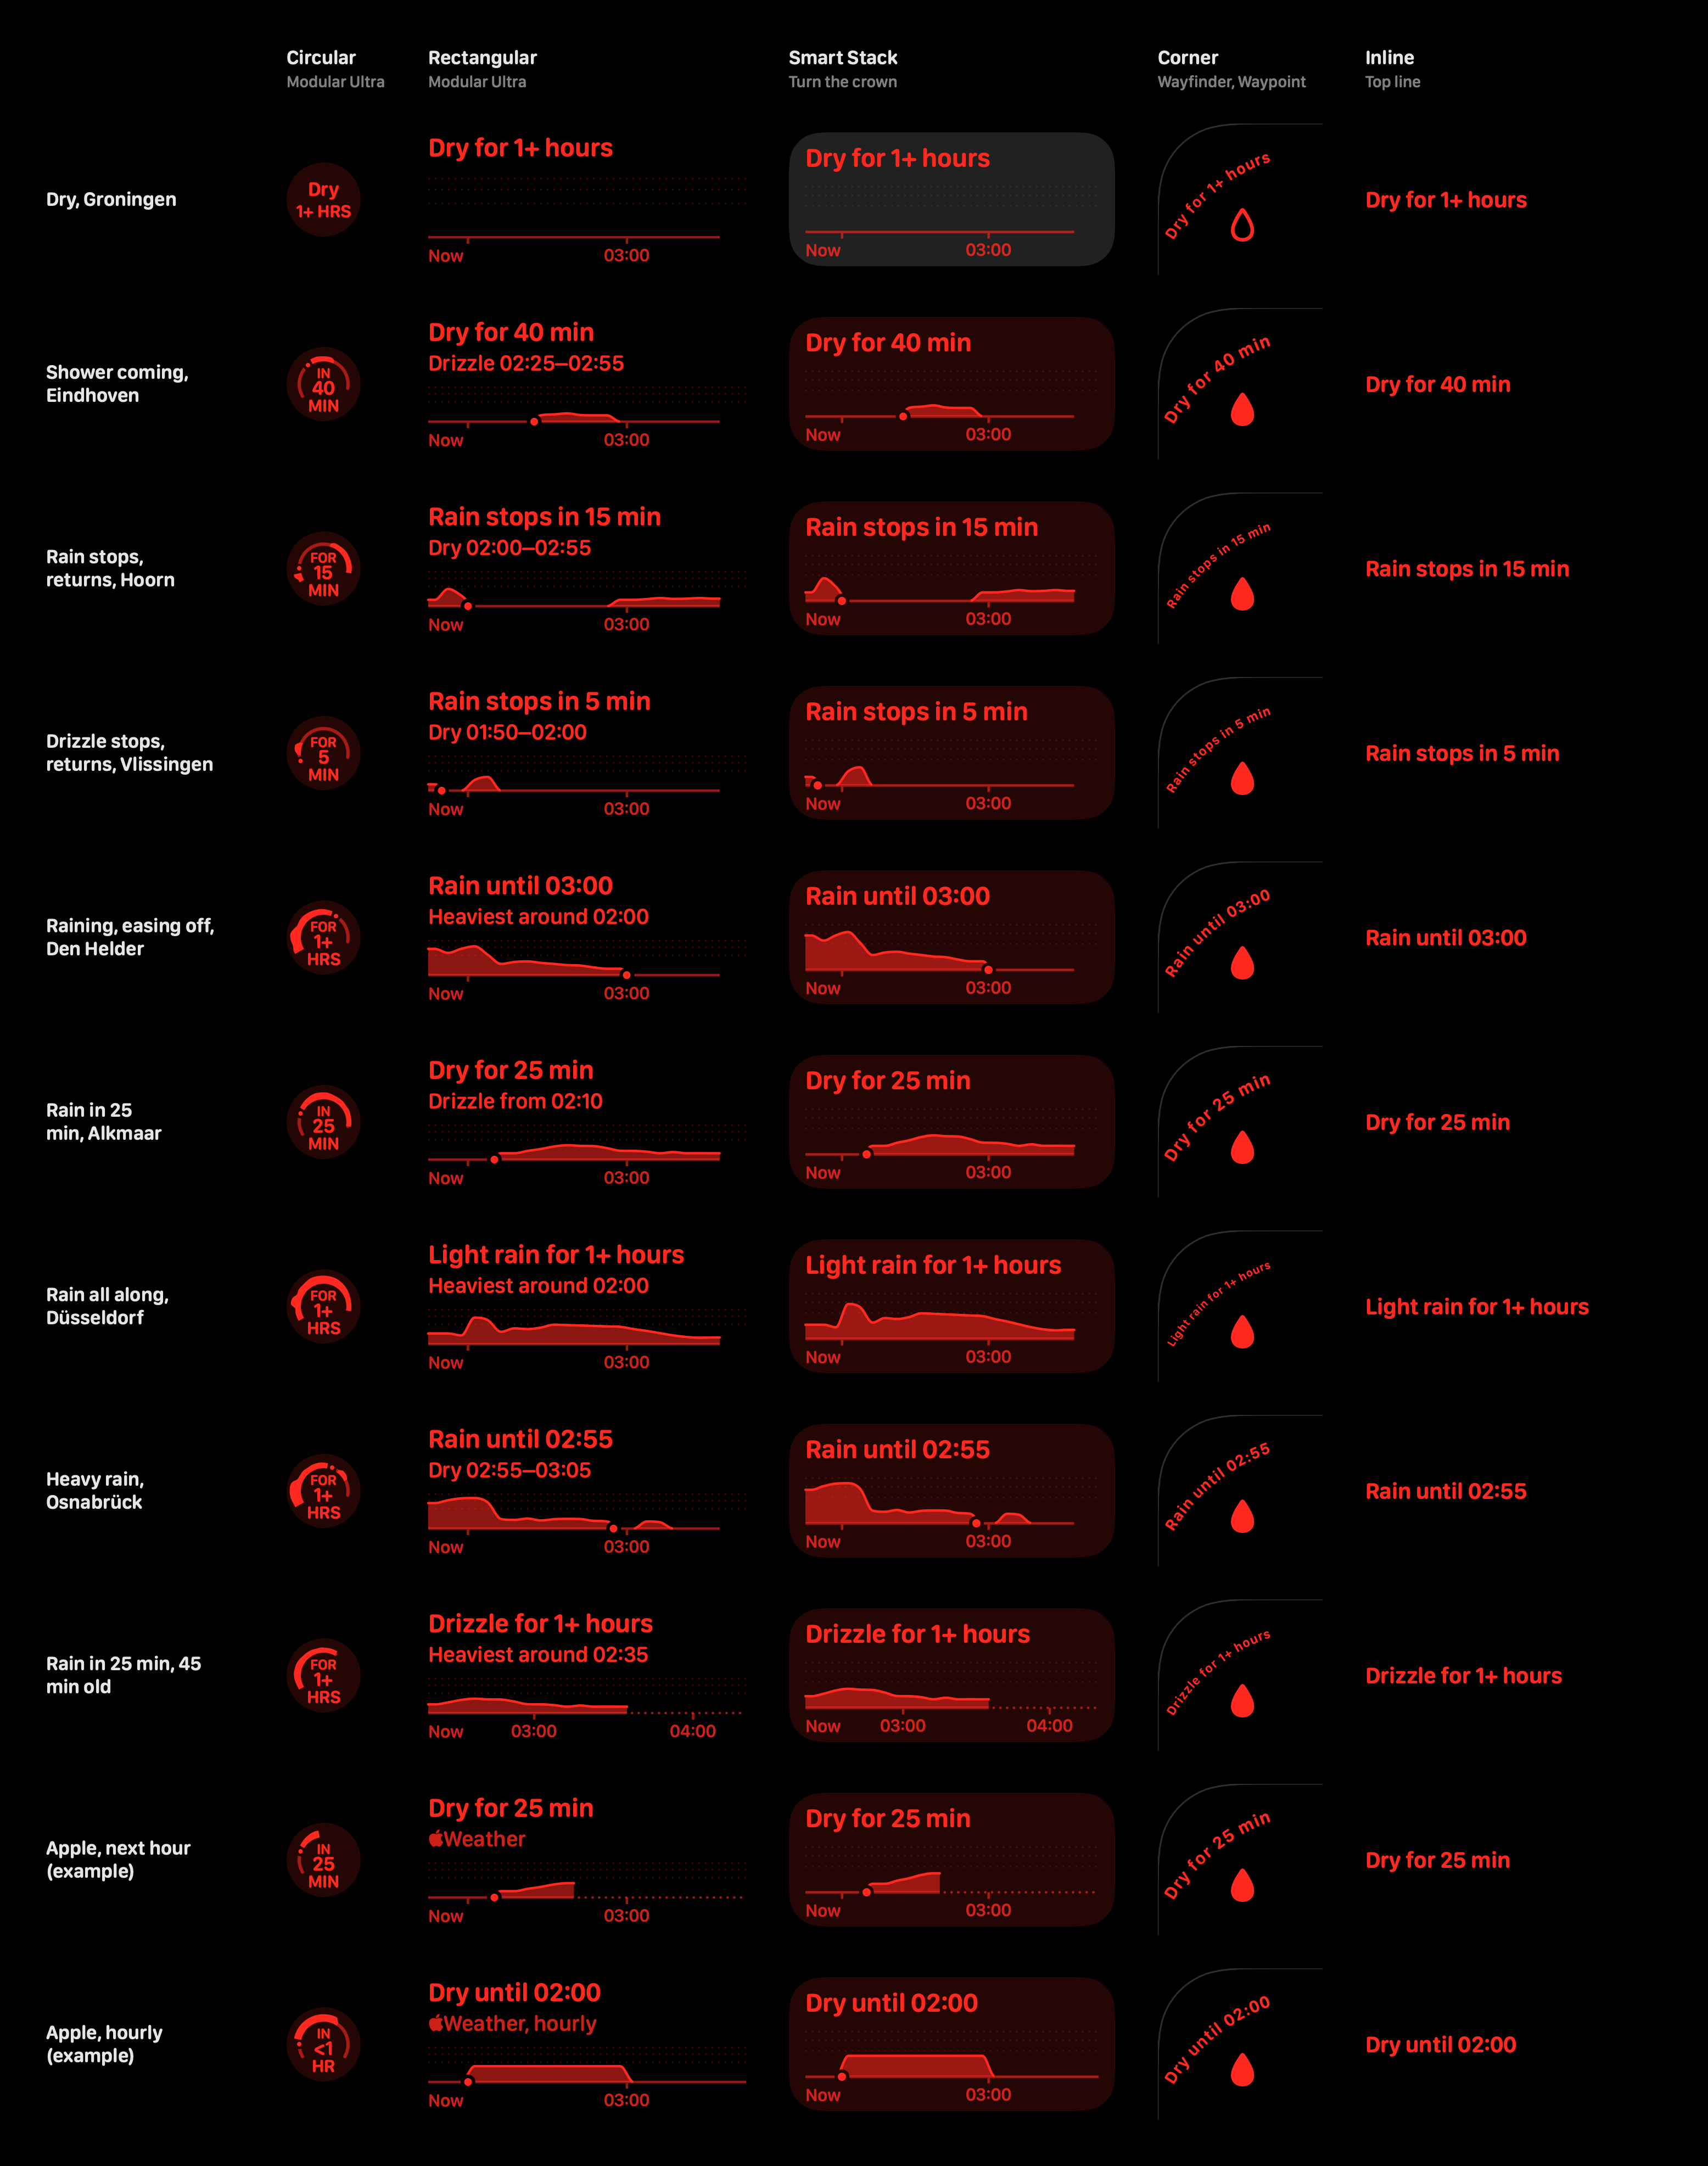 Circular
Modular Ultra
Rectangular
Modular Ultra
Smart Stack
Turn the crown
Corner
Wayfinder, Waypoint
Inline
Top line
Dry, Groningen
Dry
1+ HRS
Dry for 1+ hours
Now 03:00
Dry for 1+ hours
Now 03:00
Dry for 1+ hours
Dry for 1+ hours
Shower coming,
Eindhoven
IN
40
MIN
Dry for 40 min
Drizzle 02:25–02:55
Now 03:00
Dry for 40 min
Now 03:00
Dry for 40 min
Dry for 40 min
Rain stops,
returns, Hoorn
FOR
15
MIN
Rain stops in 15 min
Dry 02:00–02:55
Now 03:00
Rain stops in 15 min
Now 03:00
Rain stops in 15 min
Rain stops in 15 min
Drizzle stops,
returns, Vlissingen
FOR
5
MIN
Rain stops in 5 min
Dry 01:50–02:00
Now 03:00
Rain stops in 5 min
Now 03:00
Rain stops in 5 min
Rain stops in 5 min
Raining, easing off,
Den Helder
FOR
1+
HRS
Rain until 03:00
Heaviest around 02:00
Now 03:00
Rain until 03:00
Now 03:00
Rain until 03:00
Rain until 03:00
Rain in 25
min, Alkmaar
IN
25
MIN
Dry for 25 min
Drizzle from 02:10
Now 03:00
Dry for 25 min
Now 03:00
Dry for 25 min
Dry for 25 min
Rain all along,
Düsseldorf
FOR
1+
HRS
Light rain for 1+ hours
Heaviest around 02:00
Now 03:00
Light rain for 1+ hours
Now 03:00
Light rain for 1+ hours
Light rain for 1+ hours
Heavy rain,
Osnabrück
FOR
1+
HRS
Rain until 02:55
Dry 02:55–03:05
Now 03:00
Rain until 02:55
Now 03:00
Rain until 02:55
Rain until 02:55
Rain in 25 min, 45
min old
FOR
1+
HRS
Drizzle for 1+ hours
Heaviest around 02:35
Now 03:00 04:00
Drizzle for 1+ hours
Now 03:00 04:00
Drizzle for 1+ hours
Drizzle for 1+ hours
Apple, next hour
(example)
IN
25
MIN
Dry for 25 min
Weather
Now 03:00
Dry for 25 min
Now 03:00
Dry for 25 min
Dry for 25 min
Apple, hourly
(example)
IN
<1
HR
Dry until 02:00
Weather, hourly
Now 03:00
Dry until 02:00
Now 03:00
Dry until 02:00
Dry until 02:00